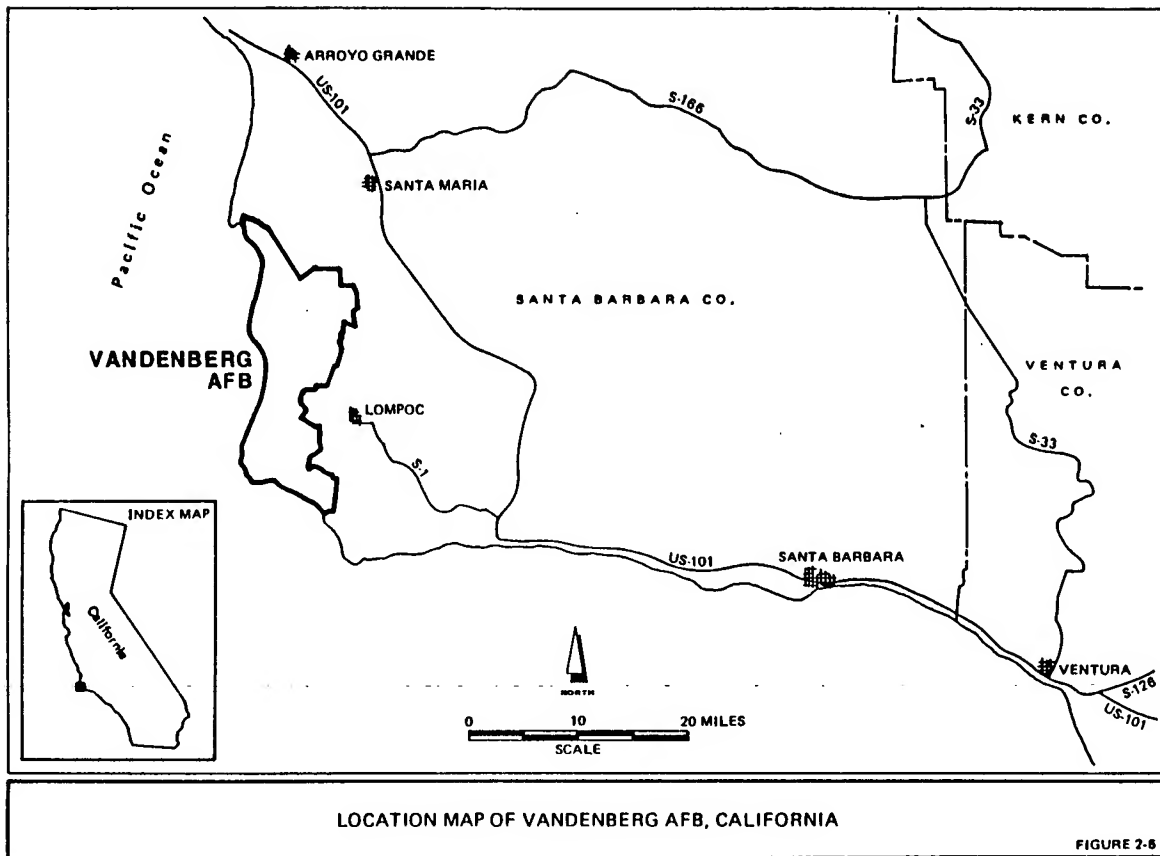 ARROYO GRANDE
US-101
S-166
S-33
KERN CO.
SANTA MARIA
Pacific Ocean
SANTA BARBARA CO.
VANDENBERG
AFB
VENTURA
CO.
LOMPOC
S-1
S-33
INDEX MAP
California
US-101
SANTA BARBARA
NORTH
VENTURA
S-126
US-101
0 10 20 MILES
SCALE
LOCATION MAP OF VANDENBERG AFB, CALIFORNIA
FIGURE 2-5